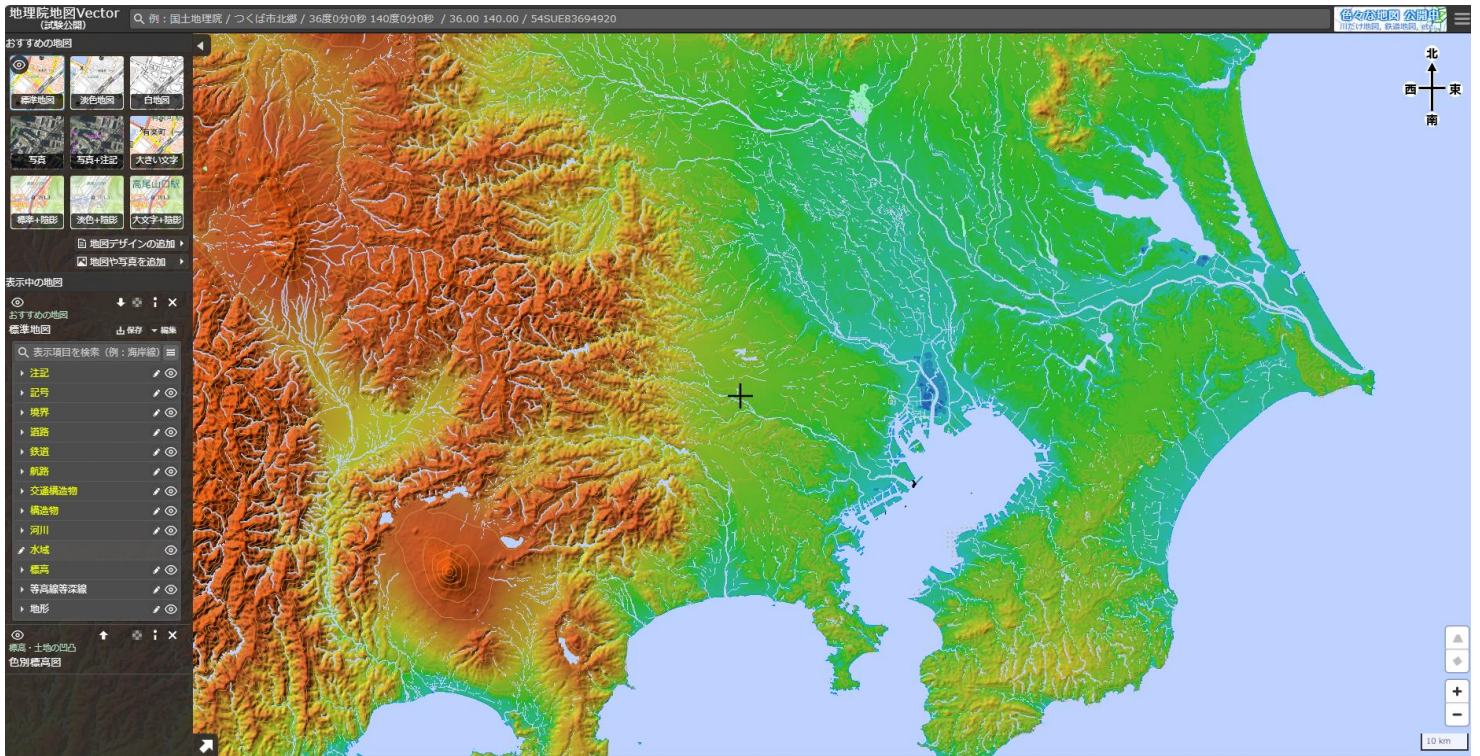 地理院地図Vector
(試験公開)
例：国土地理院 / つくば市北郷 / 36度0分0秒 140度0分0秒 / 36.00 140.00 / 54SUE83694920
色々な地図 公開中
川だけ地図, 鉄道地図, etc
おすすめの地図
標準地図
淡色地図
白地図
写真
写真+注記
有楽町
大きい文字
標準+陰影
淡色+陰影
高尾山口駅
大文字+陰影
地図デザインの追加
地図や写真を追加
表示中の地図
おすすめの地図
標準地図
保存
編集
表示項目を検索（例：海岸線）
注記
記号
境界
道路
鉄道
航路
交通構造物
構造物
河川
水域
標高
等高線等深線
地形
標高・土地の凹凸
色別標高図
北
西
東
南
10 km